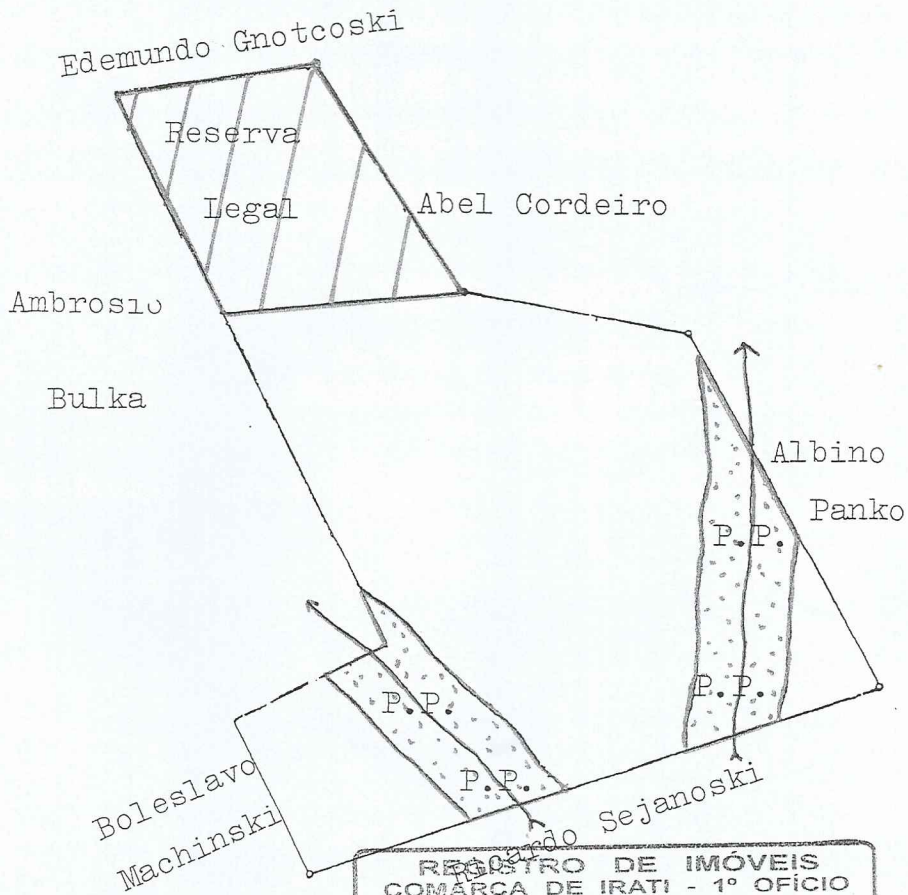 Edemundo Gnotcoski
Reserva
Legal
Abel Cordeiro
Ambrosio
Bulka
Albino
Panko
P.P.
P.P.
P.P.
P.P.
Boleslavo
Machinski
Ricardo Sejanoski
REGISTRO DE IMÓVEIS
COMARCA DE IRATI - 1º OFÍCIO